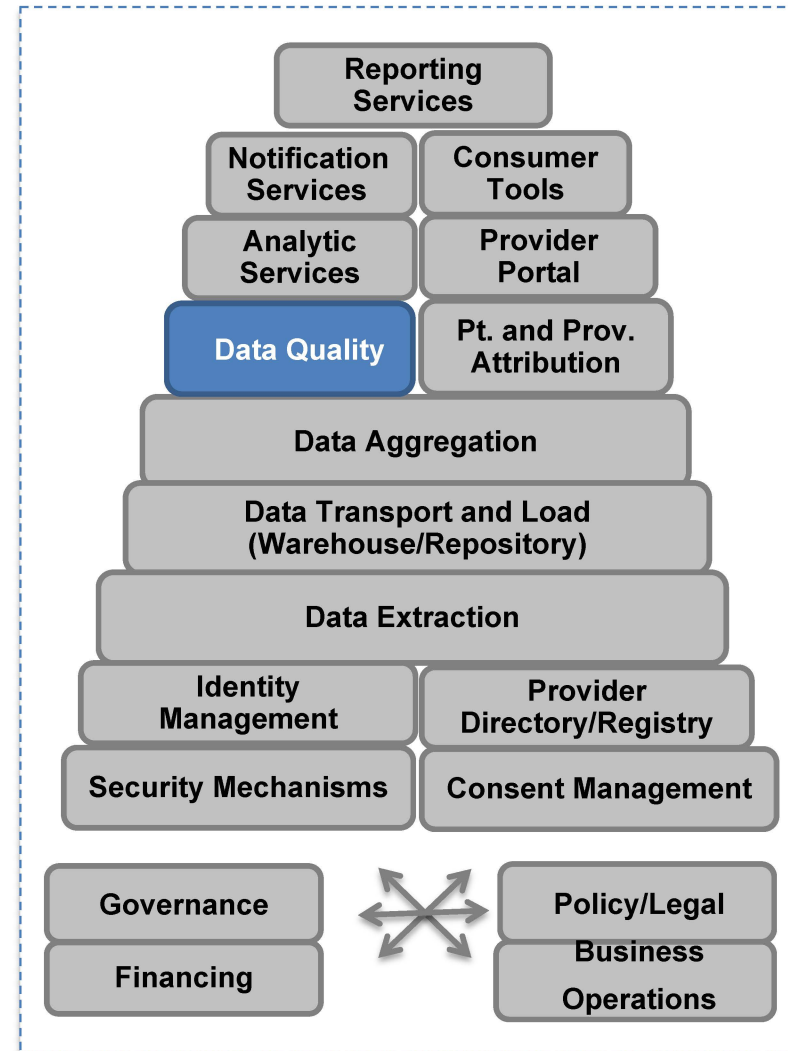 Reporting
Services
Notification
Services
Consumer
Tools
Analytic
Services
Provider
Portal
Data Quality
Pt. and Prov.
Attribution
Data Aggregation
Data Transport and Load
(Warehouse/Repository)
Data Extraction
Identity
Management
Provider
Directory/Registry
Security Mechanisms
Consent Management
Governance
Policy/Legal
Financing
Business
Operations